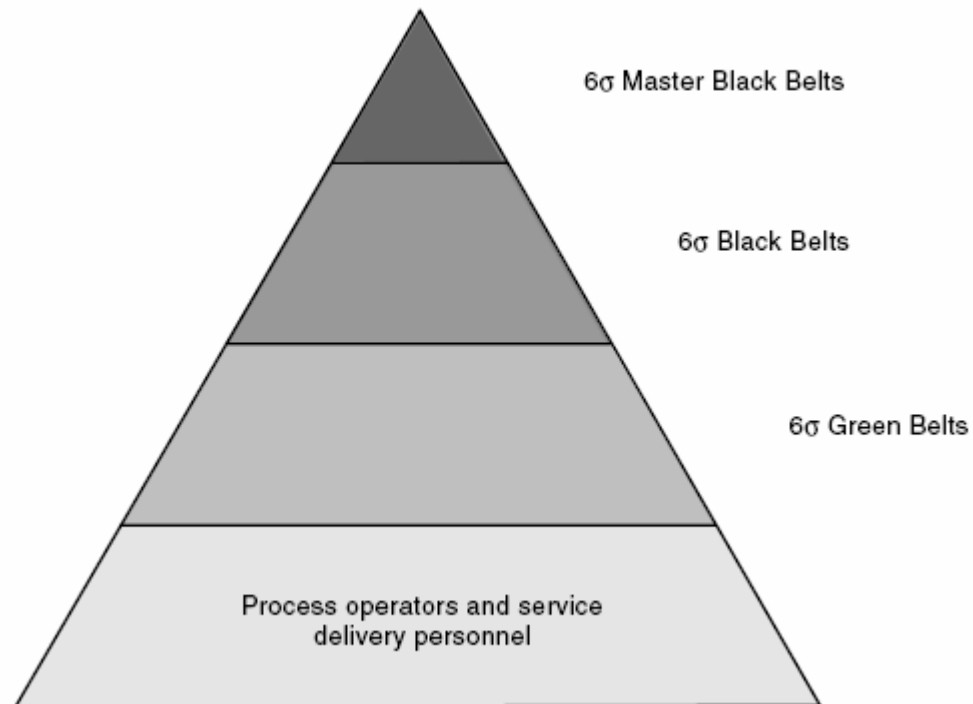 6σ Master Black Belts
6σ Black Belts
6σ Green Belts
Process operators and service
delivery personnel